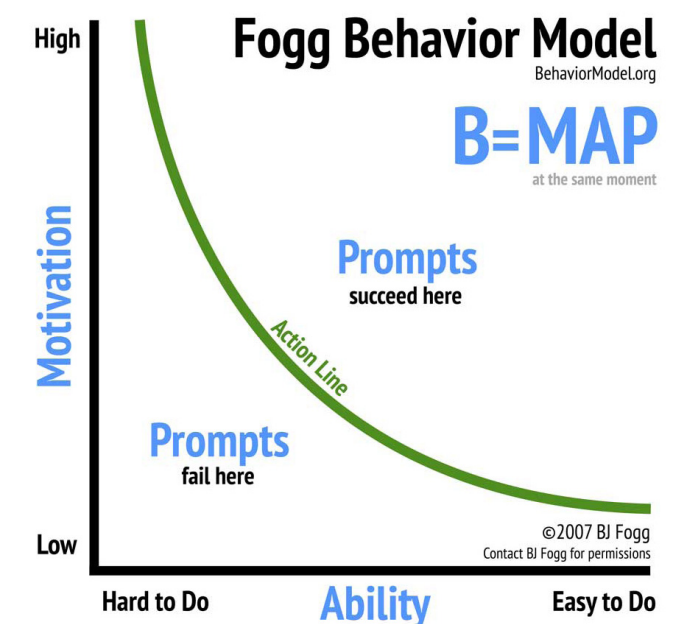 Fogg Behavior Model
BehaviorModel.org
High
B=MAP
at the same moment
Motivation
Prompts
succeed here
Action Line
Prompts
fail here
©2007 BJ Fogg
Contact BJ Fogg for permissions
Low
Hard to Do
Ability
Easy to Do